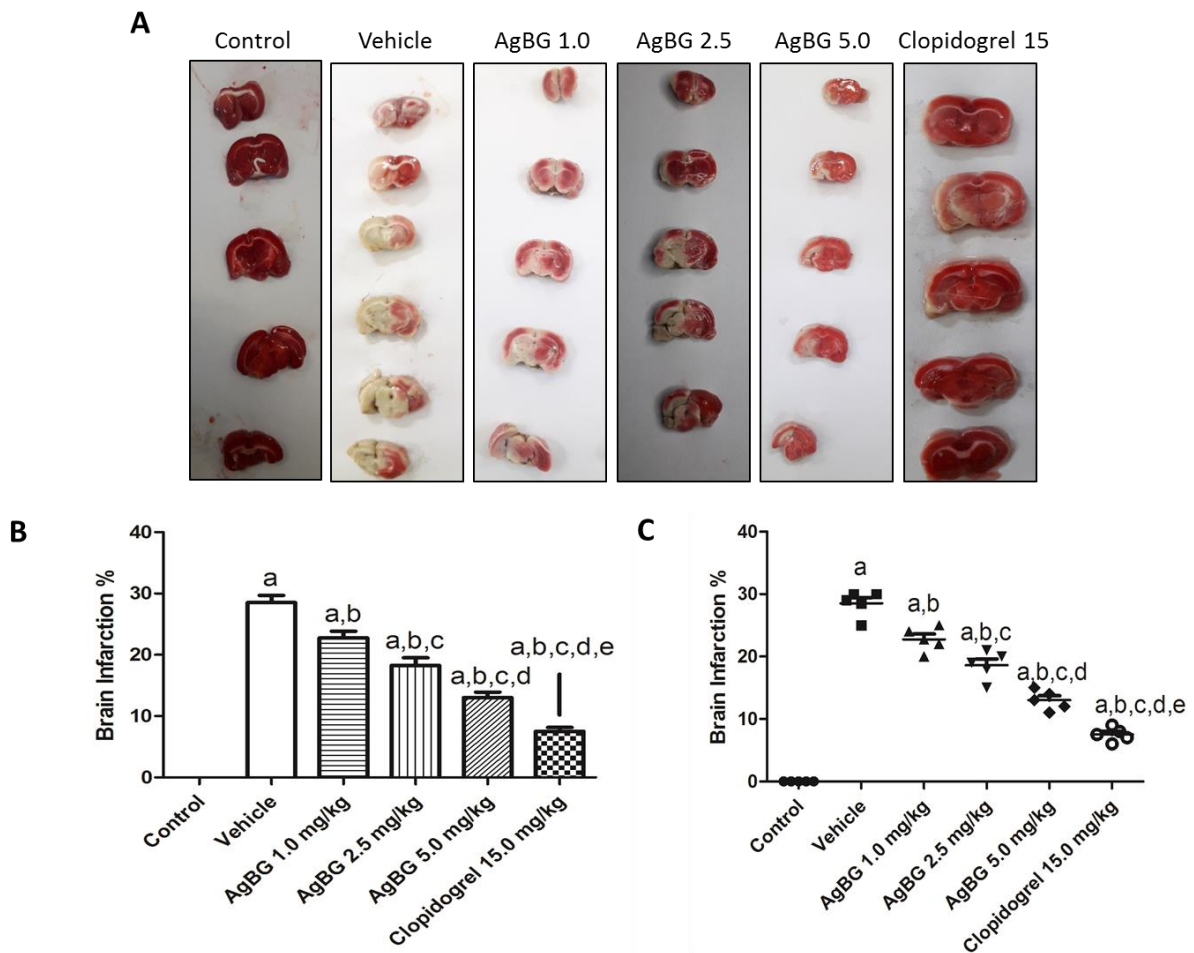 A
Control Vehicle AgBG 1.0 AgBG 2.5 AgBG 5.0 Clopidogrel 15
B
Brain Infarction %
40
30
20
10
0
a
a,b
a,b,c
a,b,c,d
a,b,c,d,e
Control
Vehicle
AgBG 1.0 mg/kg
AgBG 2.5 mg/kg
AgBG 5.0 mg/kg
Clopidogrel 15.0 mg/kg
C
Brain Infarction %
40
30
20
10
0
a
a,b
a,b,c
a,b,c,d
a,b,c,d,e
Control
Vehicle
AgBG 1.0 mg/kg
AgBG 2.5 mg/kg
AgBG 5.0 mg/kg
Clopidogrel 15.0 mg/kg